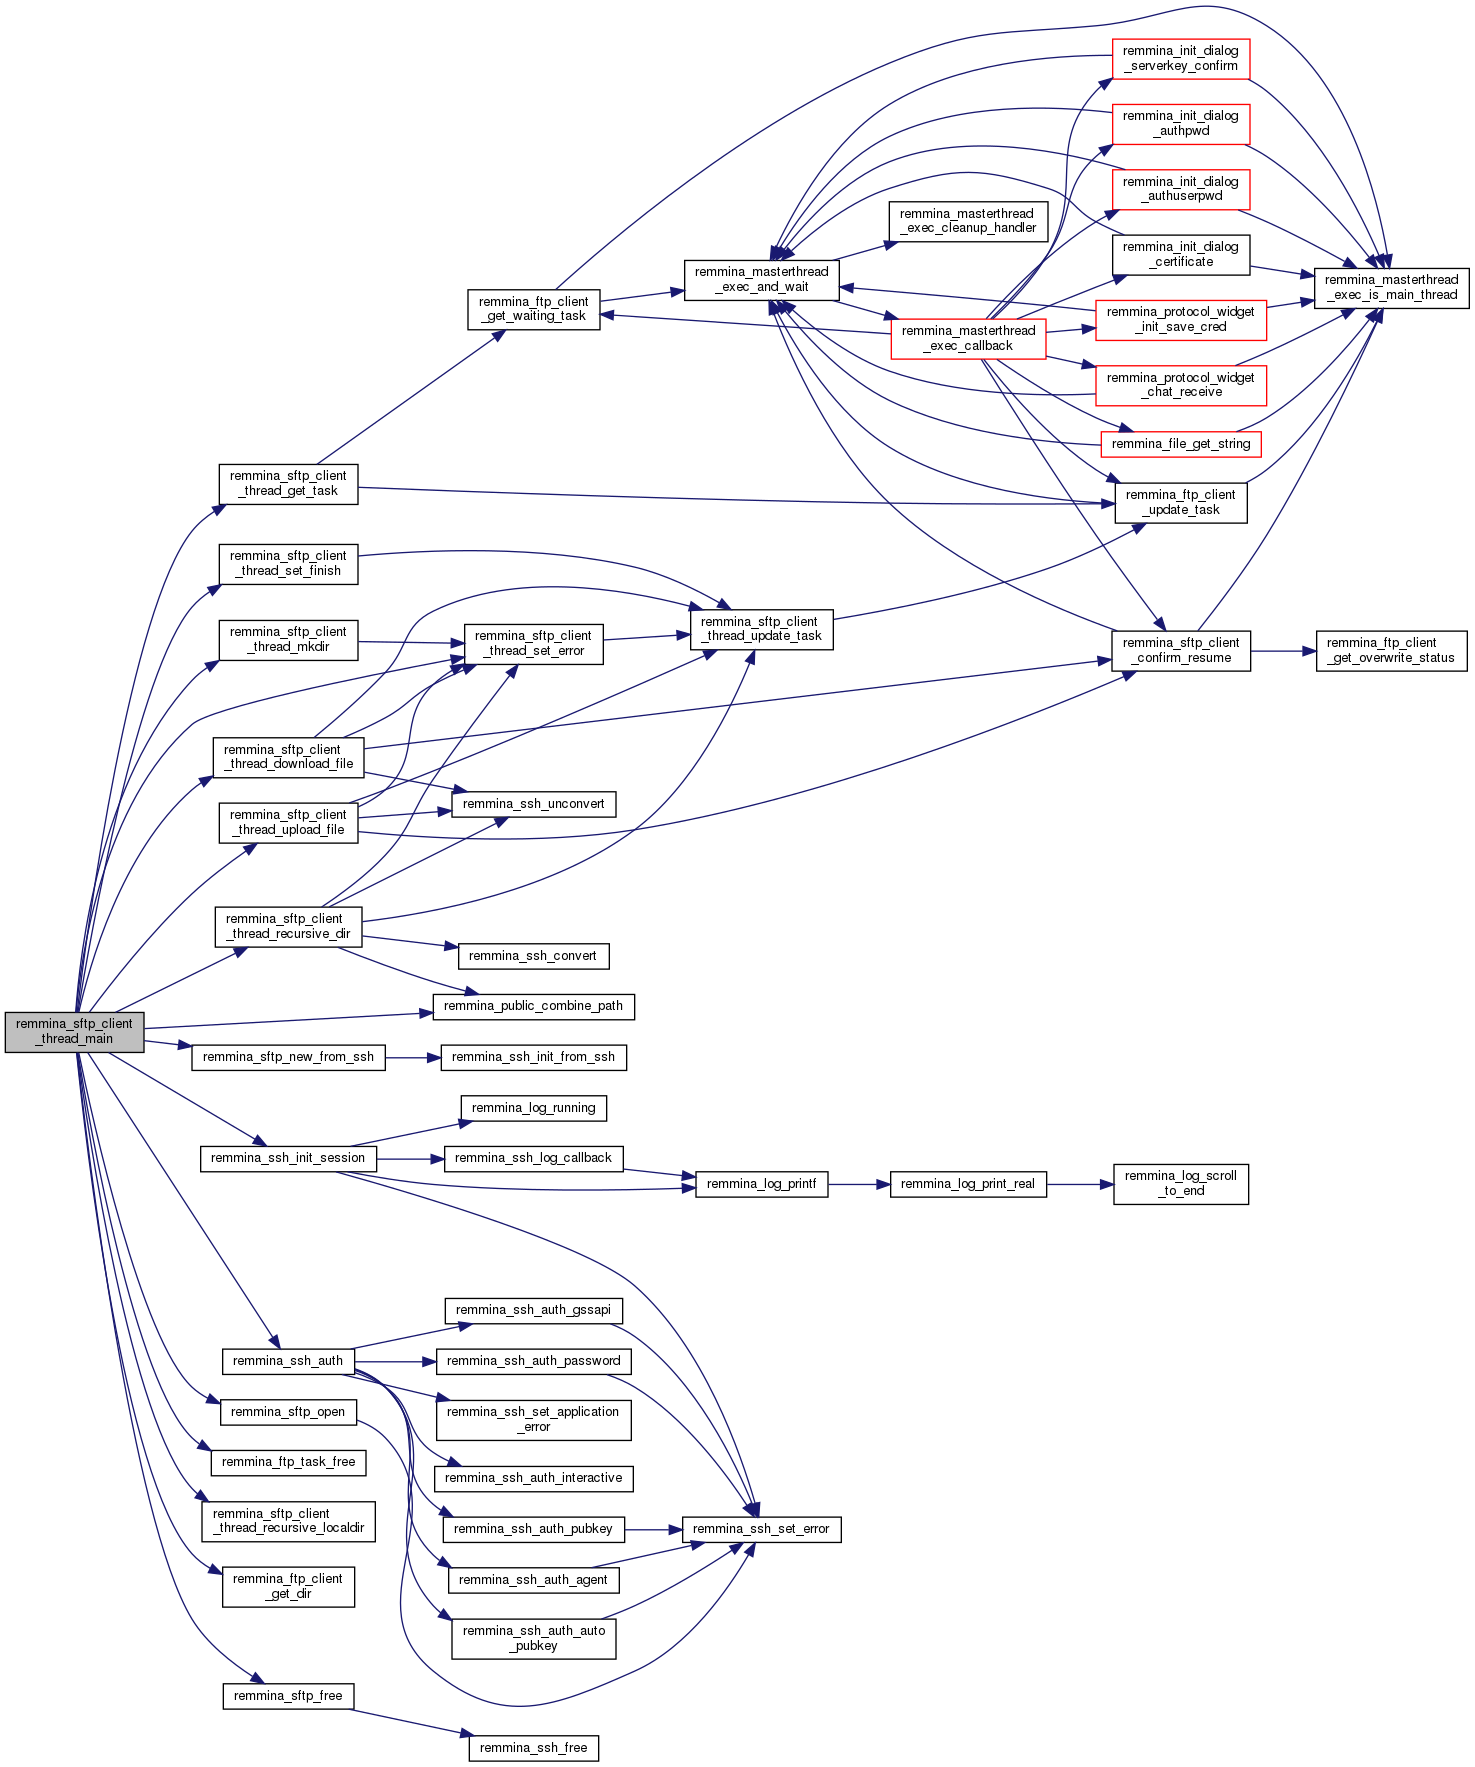 remmina_init_dialog
_serverkey_confirm
remmina_init_dialog
_authpwd
remmina_init_dialog
_authuserpwd
remmina_masterthread
_exec_cleanup_handler
remmina_init_dialog
_certificate
remmina_masterthread
_exec_and_wait
remmina_masterthread
_exec_is_main_thread
remmina_ftp_client
_get_waiting_task
remmina_protocol_widget
_init_save_cred
remmina_masterthread
_exec_callback
remmina_protocol_widget
_chat_receive
remmina_file_get_string
remmina_sftp_client
_thread_get_task
remmina_ftp_client
_update_task
remmina_sftp_client
_thread_set_finish
remmina_sftp_client
_thread_update_task
remmina_sftp_client
_thread_mkdir
remmina_sftp_client
_thread_set_error
remmina_sftp_client
_confirm_resume
remmina_ftp_client
_get_overwrite_status
remmina_sftp_client
_thread_download_file
remmina_ssh_unconvert
remmina_sftp_client
_thread_upload_file
remmina_sftp_client
_thread_recursive_dir
remmina_ssh_convert
remmina_public_combine_path
remmina_sftp_client
_thread_main
remmina_sftp_new_from_ssh
remmina_ssh_init_from_ssh
remmina_log_running
remmina_ssh_init_session
remmina_ssh_log_callback
remmina_log_printf
remmina_log_print_real
remmina_log_scroll
_to_end
remmina_ssh_auth_gssapi
remmina_ssh_auth
remmina_ssh_auth_password
remmina_sftp_open
remmina_ssh_set_application
_error
remmina_ftp_task_free
remmina_ssh_auth_interactive
remmina_sftp_client
_thread_recursive_localdir
remmina_ssh_auth_pubkey
remmina_ssh_set_error
remmina_ftp_client
_get_dir
remmina_ssh_auth_agent
remmina_ssh_auth_auto
_pubkey
remmina_sftp_free
remmina_ssh_free